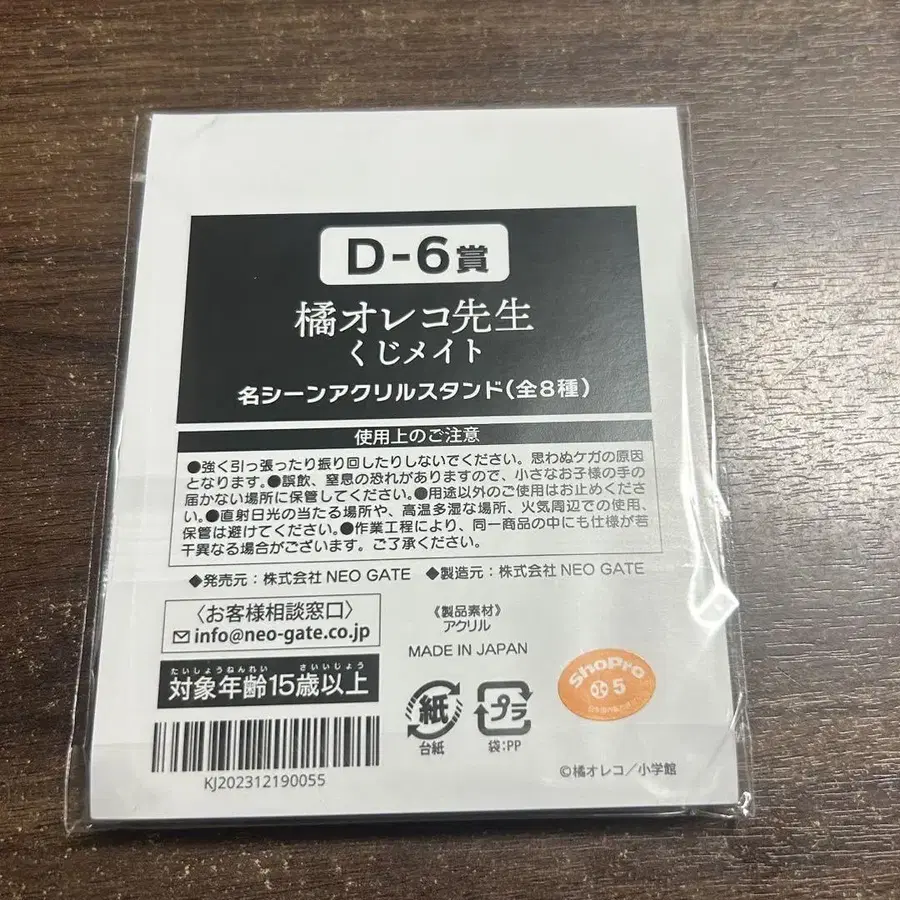 D-6賞
橘オレコ先生
くじメイト
名シーンアクリルスタンド(全8種)
使用上のご注意
●強く引っ張ったり振り回したりしないでください。思わぬケガの原因
となります。●誤飲、窒息の恐れがありますので、小さなお子様の手の
届かない場所に保管してください。●用途以外のご使用はお止めくださ
い。●直射日光の当たる場所や、高温多湿な場所、火気周辺での使用、
保管は避けてください。●作業工程により、同一商品の中にも仕様が若
干異なる場合がございます。ご了承ください。
◆発売元:株式会社 NEO GATE ◆製造元:株式会社 NEO GATE
〈お客様相談窓口〉
info@neo-gate.co.jp
《製品素材》
アクリル
MADE IN JAPAN
たいしょうねんれい さいいじょう
対象年齢15歳以上
紙
台紙
プラ
袋:PP
ShoPro
小 5
KJ202312190055
©橘オレコ/小学館